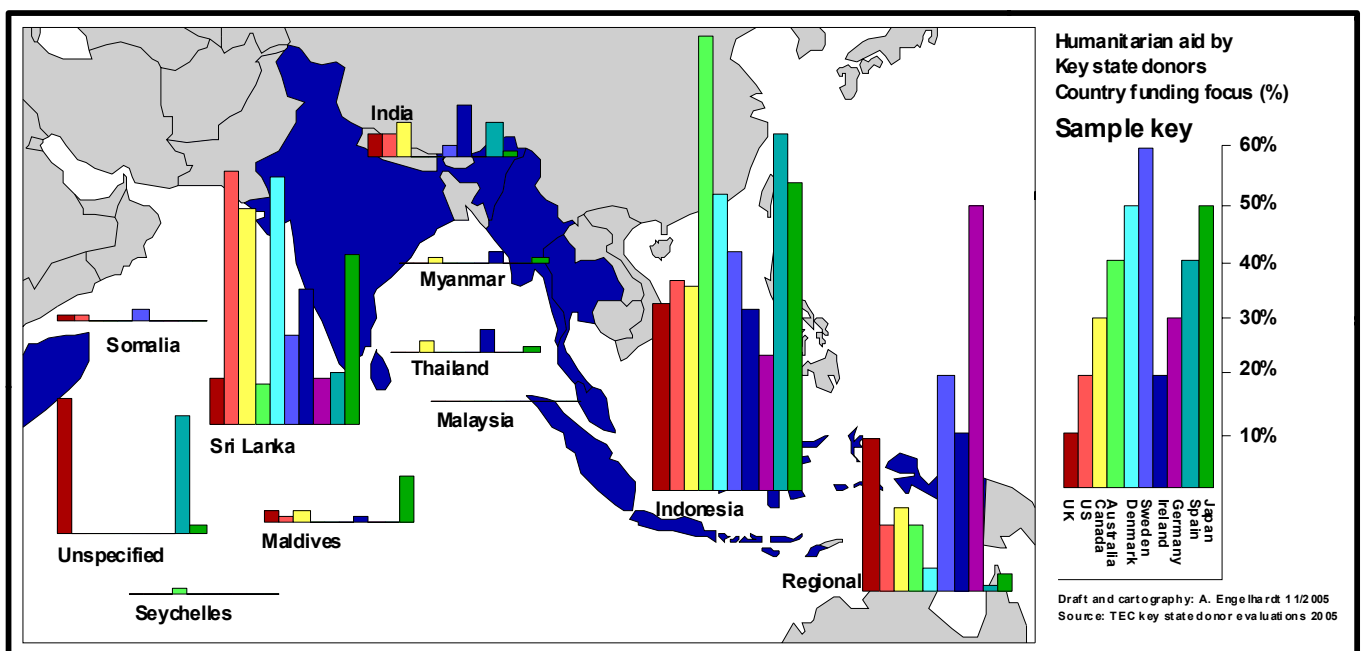 Humanitarian aid by
Key state donors
Country funding focus (%)
Sample key
60%
50%
40%
30%
20%
10%
UK
US
Canada
Australia
Denmark
Sweden
Ireland
Germany
Spain
Japan
Draft and cartography: A. Engelhardt 11/2005
Source: TEC key state donor evaluations 2005
India
Myanmar
Somalia
Thailand
Malaysia
Sri Lanka
Indonesia
Maldives
Unspecified
Regional
Seychelles